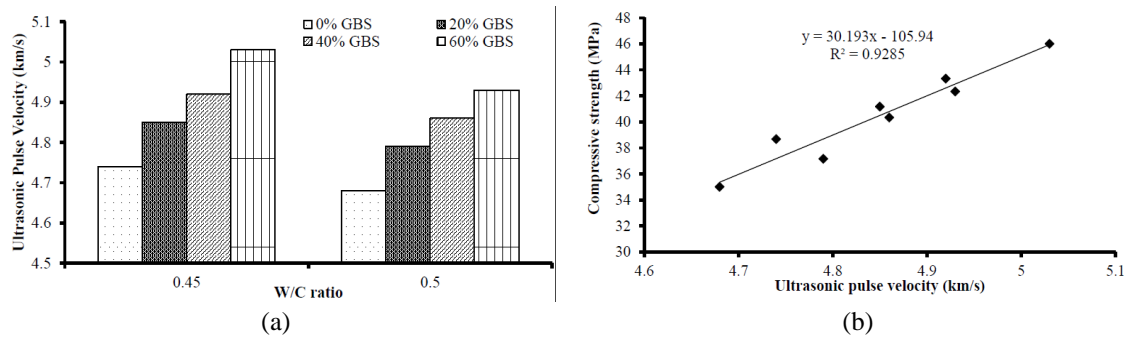 5.1
5
4.9
4.8
4.7
4.6
4.5
Ultrasonic Pulse Velocity (km/s)
0% GBS
20% GBS
40% GBS
60% GBS
0.45
0.5
W/C ratio
(a)
48
46
44
42
40
38
36
34
32
30
Compressive strength (MPa)
y = 30.193x - 105.94
R² = 0.9285
4.6
4.7
4.8
4.9
5
5.1
Ultrasonic pulse velocity (km/s)
(b)